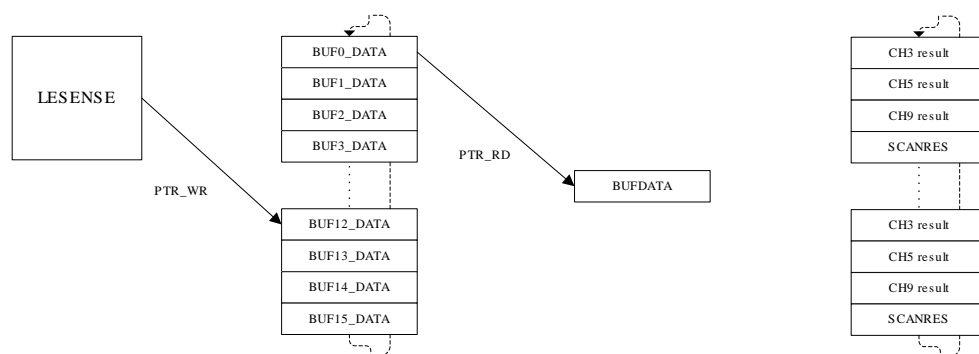 LESENSE
PTR_WR
BUF0_DATA
BUF1_DATA
BUF2_DATA
BUF3_DATA
BUF12_DATA
BUF13_DATA
BUF14_DATA
BUF15_DATA
PTR_RD
BUFDATA
CH3 result
CH5 result
CH9 result
SCANRES
CH3 result
CH5 result
CH9 result
SCANRES